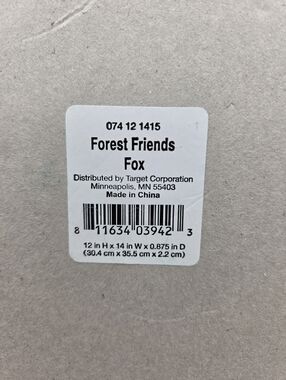 074 12 1415
Forest Friends
Fox
Distributed by Target Corporation
Minneapolis, MN 55403
Made in China
8 11634 03942 3
12 in H x 14 in W x 0.875 in D
(30.4 cm x 35.5 cm x 2.2 cm)